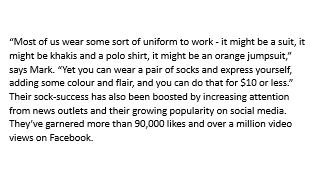 “Most of us wear some sort of uniform to work - it might be a suit, it
might be khakis and a polo shirt, it might be an orange jumpsuit,”
says Mark. “Yet you can wear a pair of socks and express yourself,
adding some colour and flair, and you can do that for $10 or less.”
Their sock-success has also been boosted by increasing attention
from news outlets and their growing popularity on social media.
They’ve garnered more than 90,000 likes and over a million video
views on Facebook.